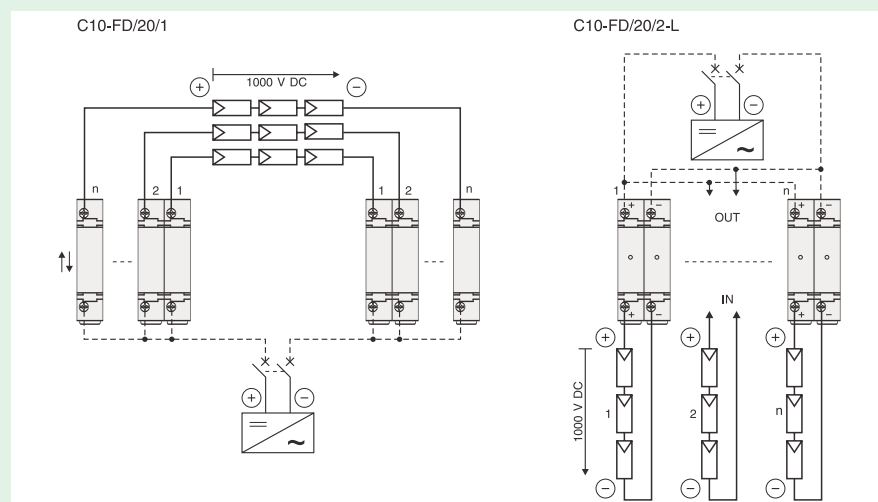 C10-FD/20/1
+ 1000 V DC −
n 2 1 1 2 n
+ −
= ~
C10-FD/20/2-L
+ −
= ~
1 n
+ − + −
OUT
IN
+ − + −
+ + +
1000 V DC
1 2 n
− − −